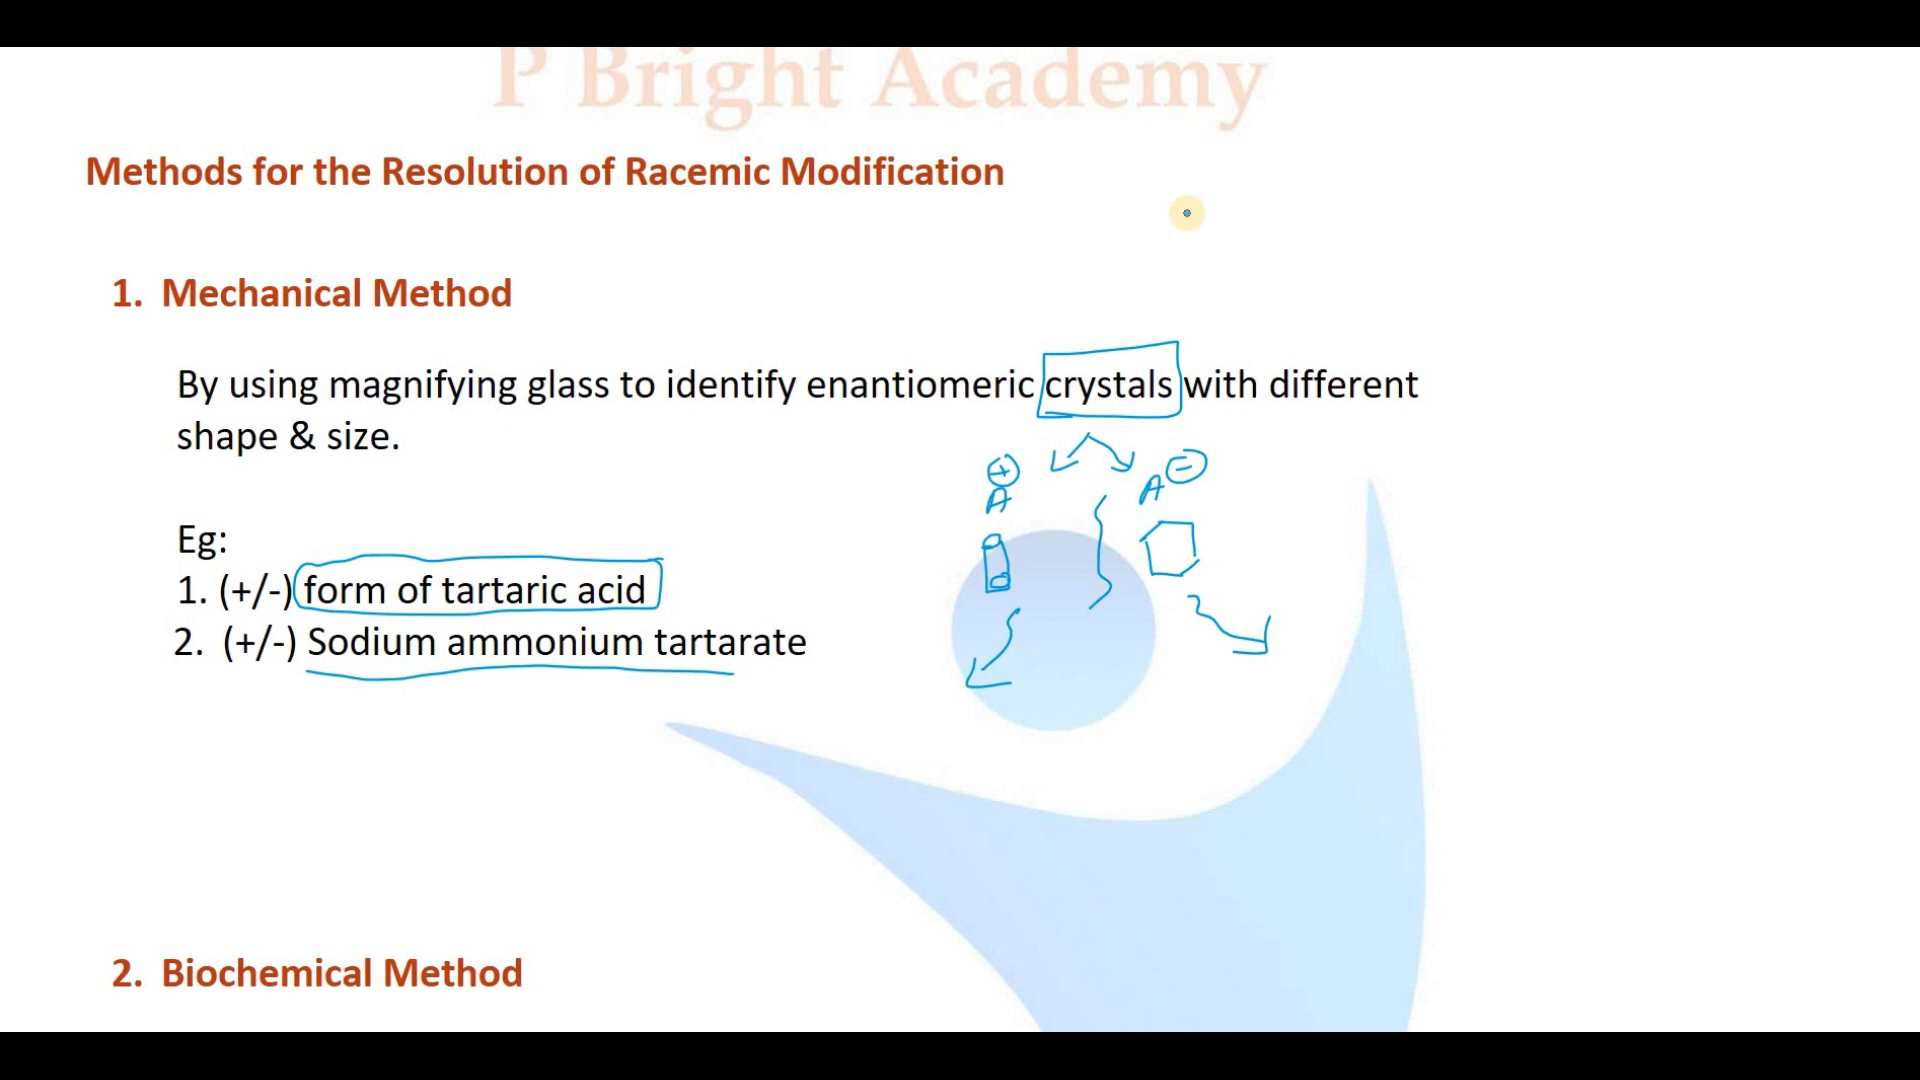 P Bright Academy
Methods for the Resolution of Racemic Modification
1. Mechanical Method
By using magnifying glass to identify enantiomeric crystals with different
shape & size.
+ −
A A
Eg:
1. (+/-) form of tartaric acid
2. (+/-) Sodium ammonium tartarate
2. Biochemical Method